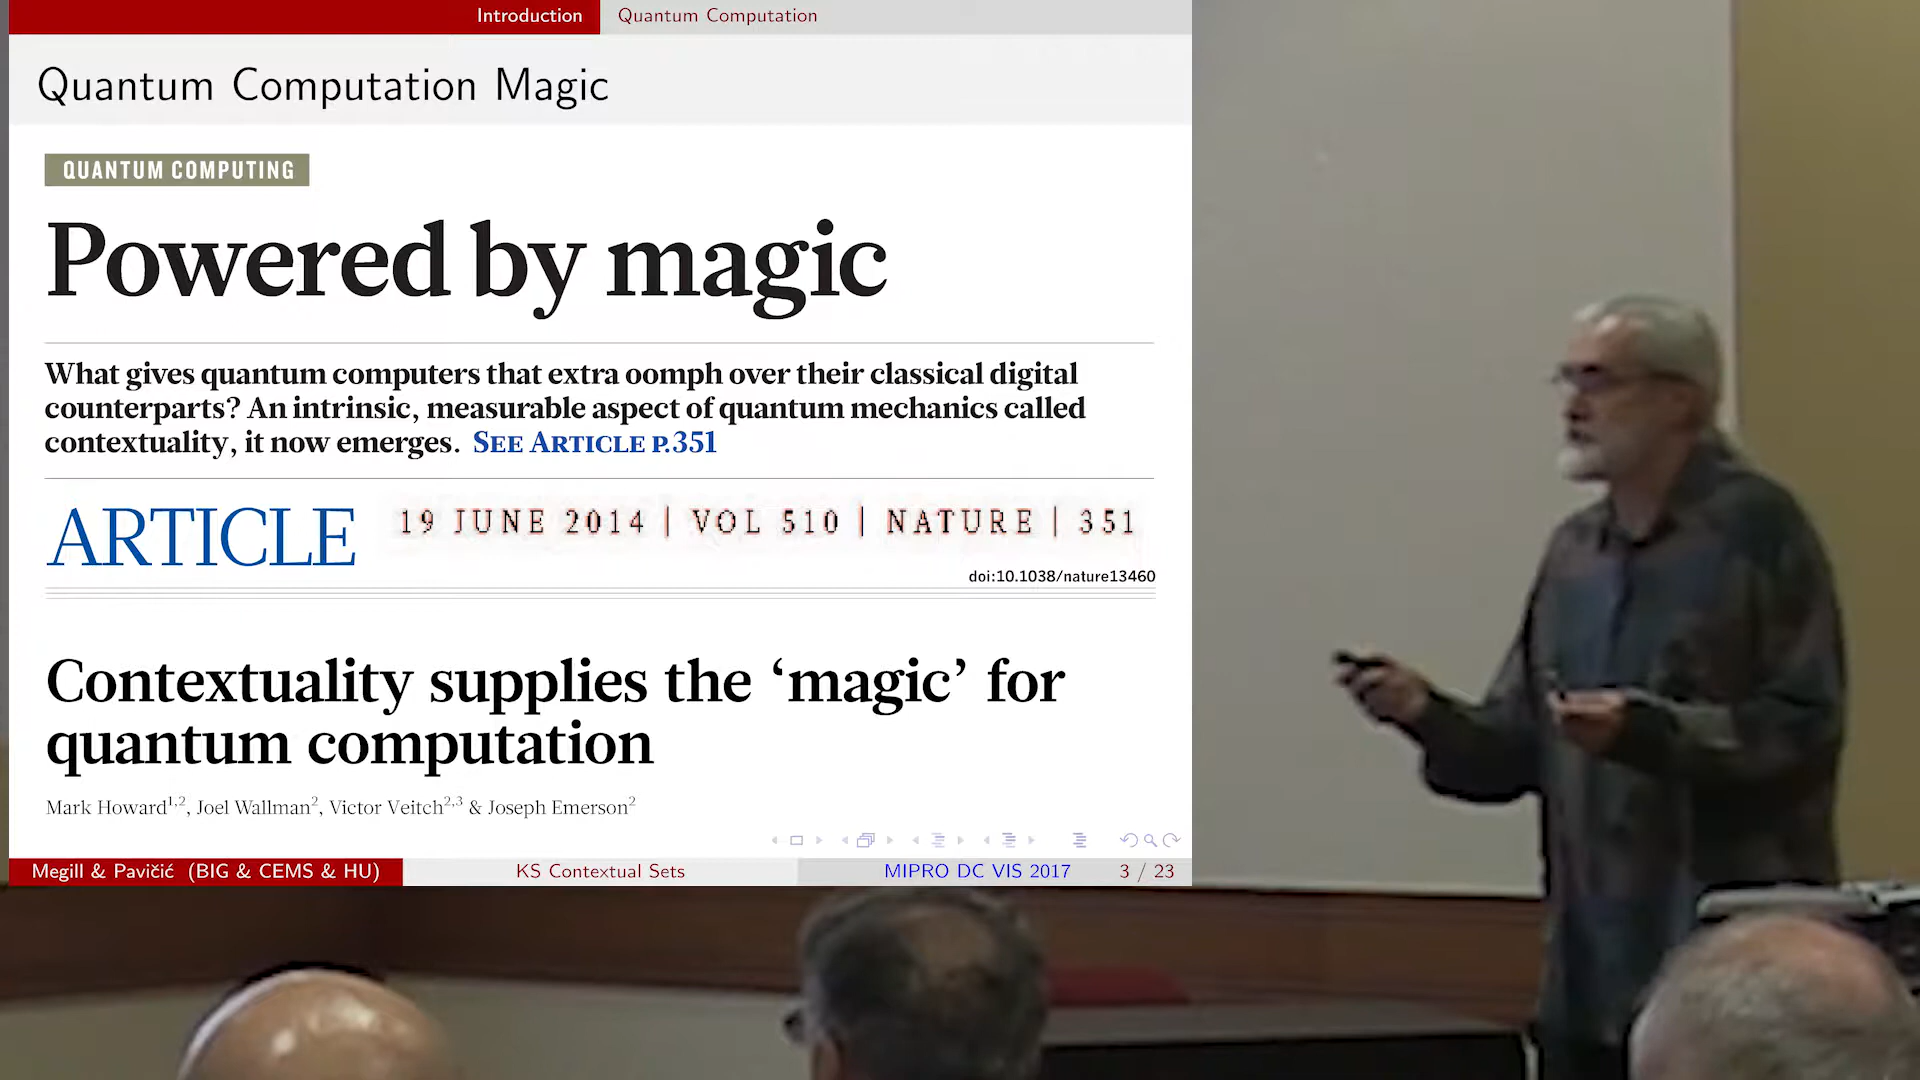 Introduction Quantum Computation
Quantum Computation Magic
QUANTUM COMPUTING
Powered by magic
What gives quantum computers that extra oomph over their classical digital
counterparts? An intrinsic, measurable aspect of quantum mechanics called
contextuality, it now emerges. SEE ARTICLE P.351
ARTICLE 19 JUNE 2014 | VOL 510 | NATURE | 351
doi:10.1038/nature13460
Contextuality supplies the ‘magic’ for
quantum computation
Mark Howard1,2, Joel Wallman2, Victor Veitch2,3 & Joseph Emerson2
Megill & Pavičić (BIG & CEMS & HU) KS Contextual Sets MIPRO DC VIS 2017 3 / 23